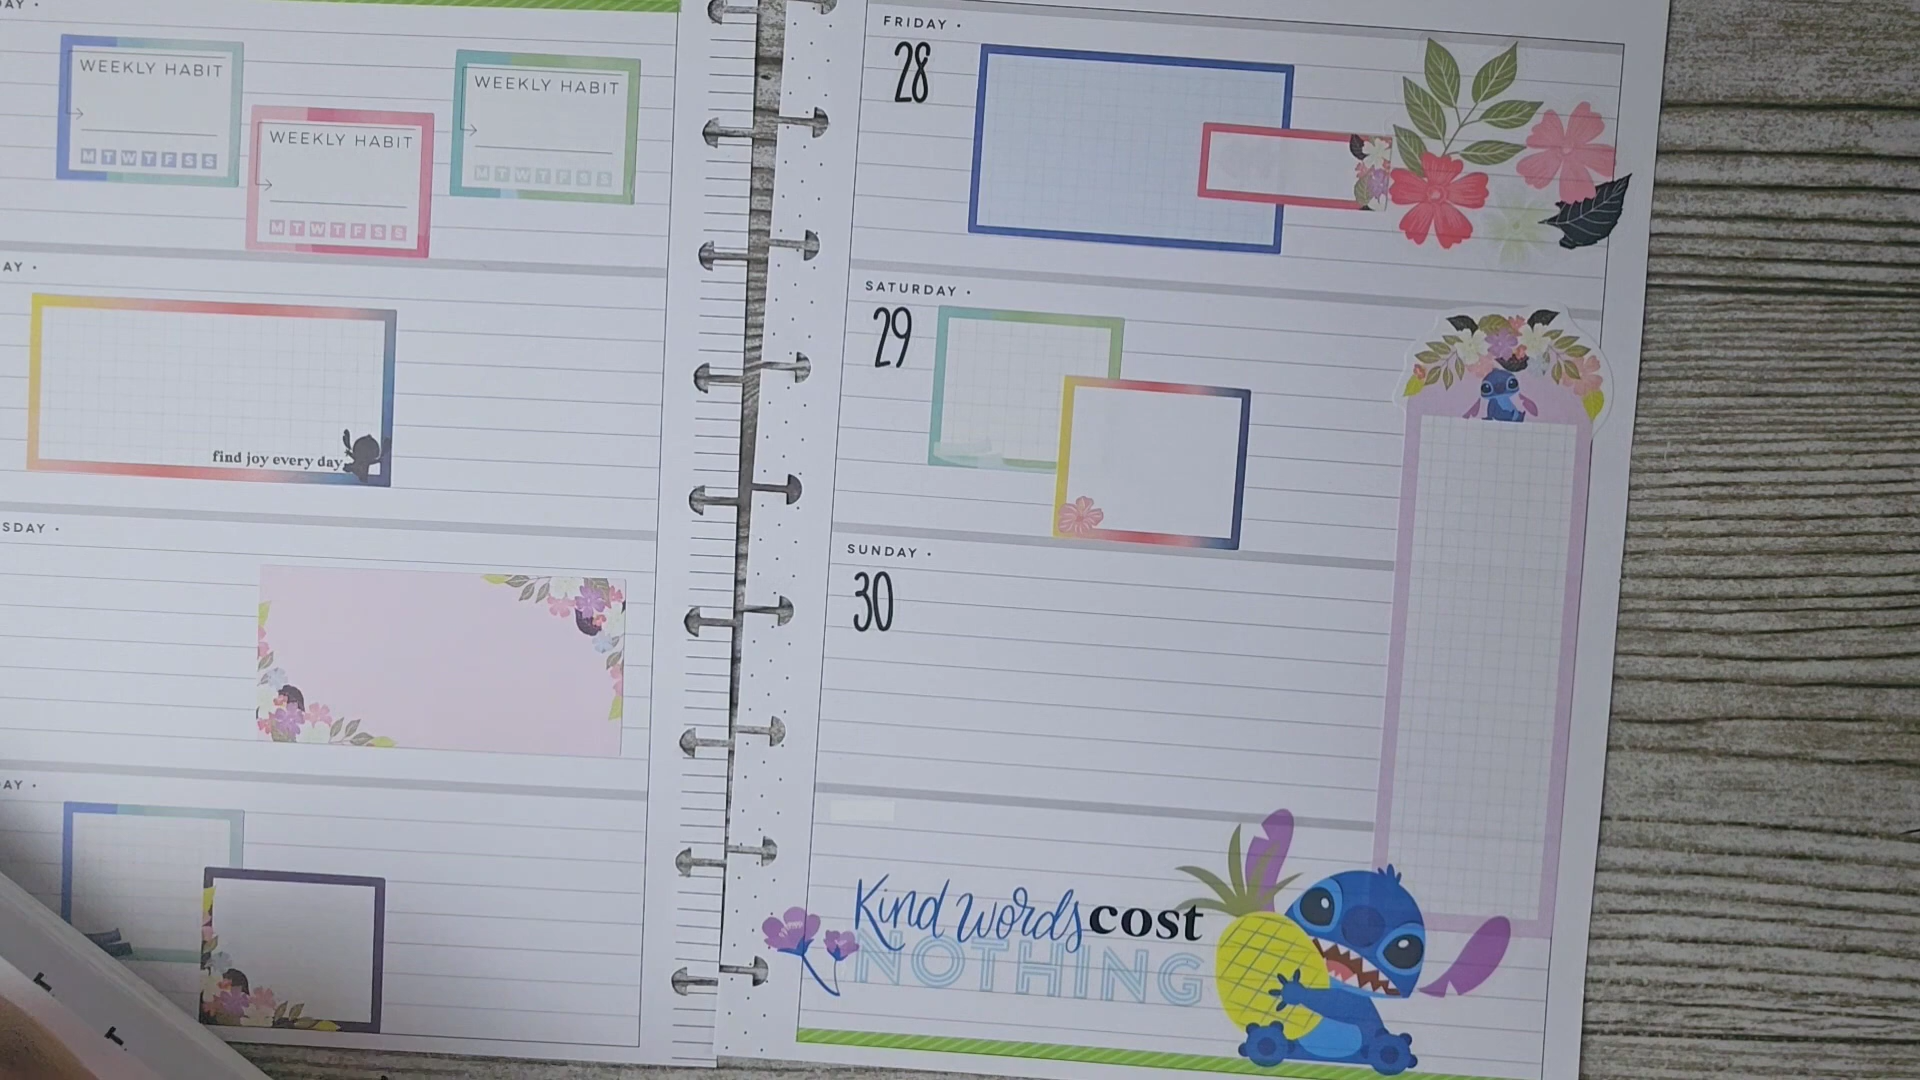 AY •
WEEKLY HABIT
M T W T F S S
WEEKLY HABIT
M T W T F S S
WEEKLY HABIT
M T W T F S S
AY •
find joy every day
SDAY •
AY •
FRIDAY •
28
SATURDAY •
29
SUNDAY •
30
Kind words cost
NOTHING